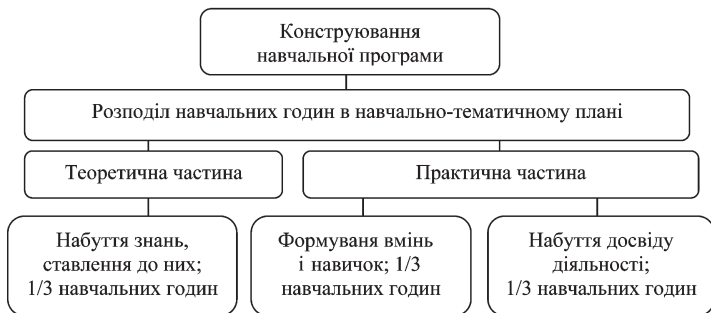 Конструювання
навчальної програми
Розподіл навчальних годин в навчально-тематичному плані
Теоретична частина
Практична частина
Набуття знань,
ставлення до них;
1/3 навчальних годин
Формуваня вмінь
і навичок; 1/3
навчальних годин
Набуття досвіду
діяльності;
1/3 навчальних годин